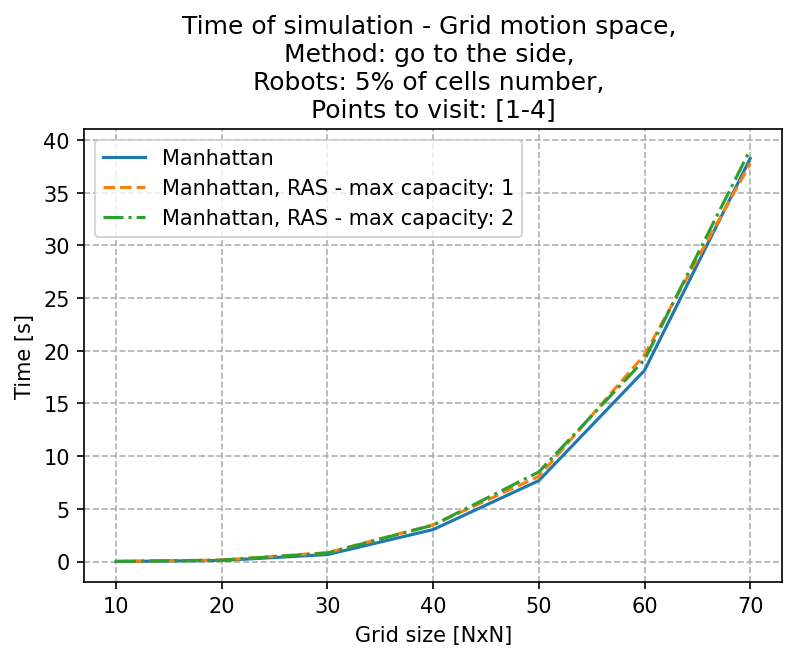 Time of simulation - Grid motion space,
Method: go to the side,
Robots: 5% of cells number,
Points to visit: [1-4]
40
35
30
25
20
15
10
5
0
Time [s]
Manhattan
Manhattan, RAS - max capacity: 1
Manhattan, RAS - max capacity: 2
10 20 30 40 50 60 70
Grid size [NxN]